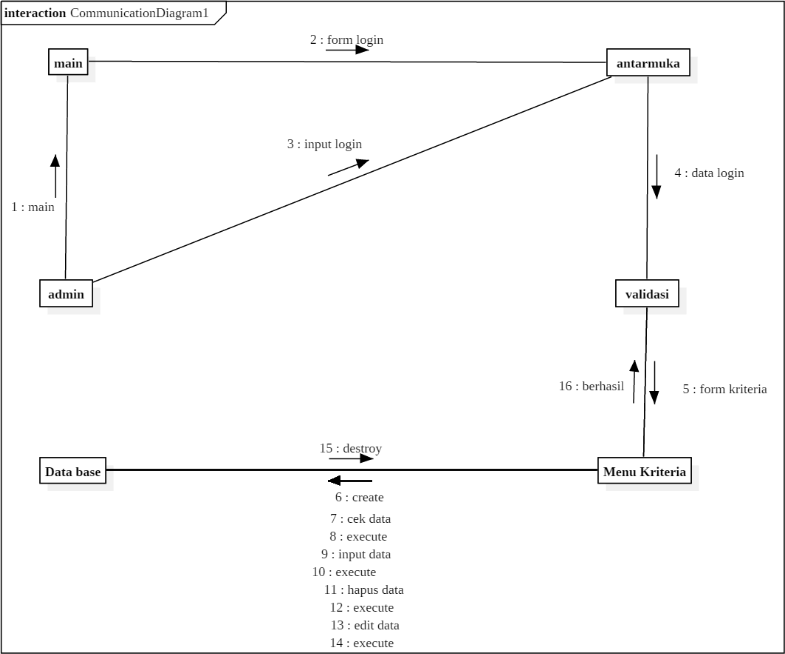 interaction CommunicationDiagram1
2 : form login
main
antarmuka
3 : input login
4 : data login
1 : main
admin
validasi
16 : berhasil
5 : form kriteria
15 : destroy
Data base
Menu Kriteria
6 : create
7 : cek data
8 : execute
9 : input data
10 : execute
11 : hapus data
12 : execute
13 : edit data
14 : execute